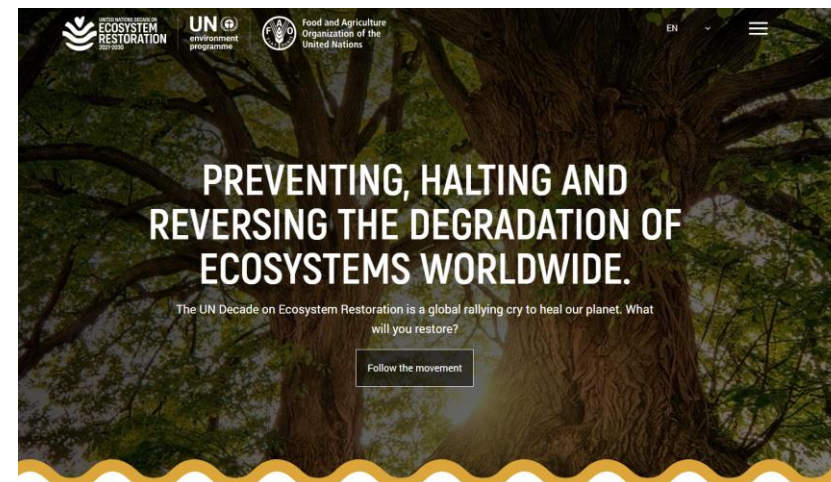 UNITED NATIONS DECADE ON
ECOSYSTEM
RESTORATION
2021-2030
UN
environment
programme
FAO
Food and Agriculture
Organization of the
United Nations
EN
PREVENTING, HALTING AND
REVERSING THE DEGRADATION OF
ECOSYSTEMS WORLDWIDE.
The UN Decade on Ecosystem Restoration is a global rallying cry to heal our planet. What
will you restore?
Follow the movement